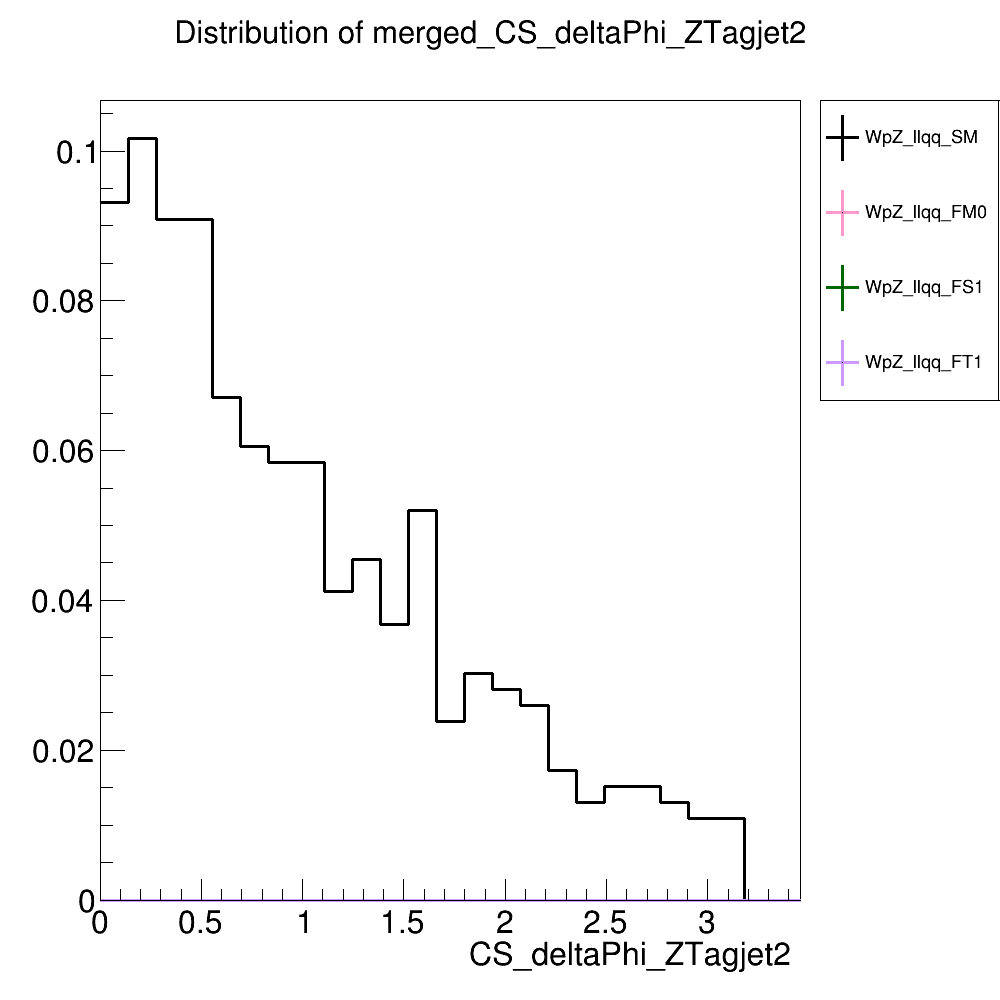 Distribution of merged_CS_deltaPhi_ZTagjet2
WpZ_llqq_SM
WpZ_llqq_FM0
WpZ_llqq_FS1
WpZ_llqq_FT1
0.1
0.08
0.06
0.04
0.02
0
0 0.5 1 1.5 2 2.5 3
CS_deltaPhi_ZTagjet2